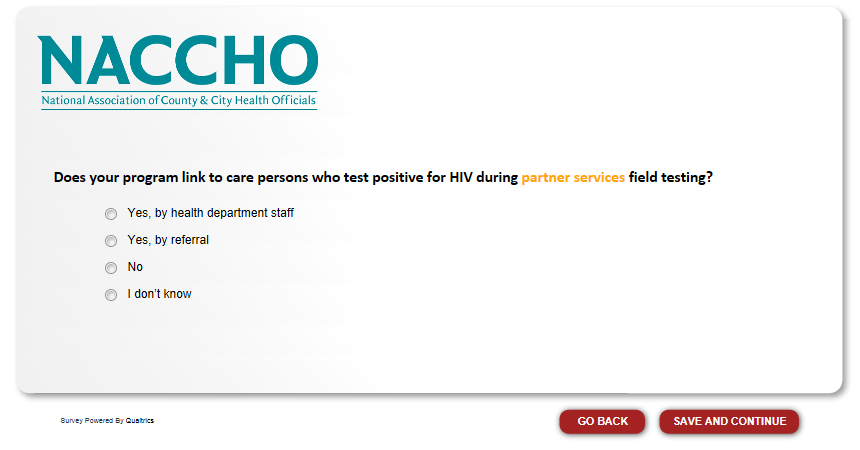 NACCHO
National Association of County & City Health Officials
Does your program link to care persons who test positive for HIV during partner services field testing?
Yes, by health department staff
Yes, by referral
No
I don't know
Survey Powered By Qualtrics
GO BACK
SAVE AND CONTINUE